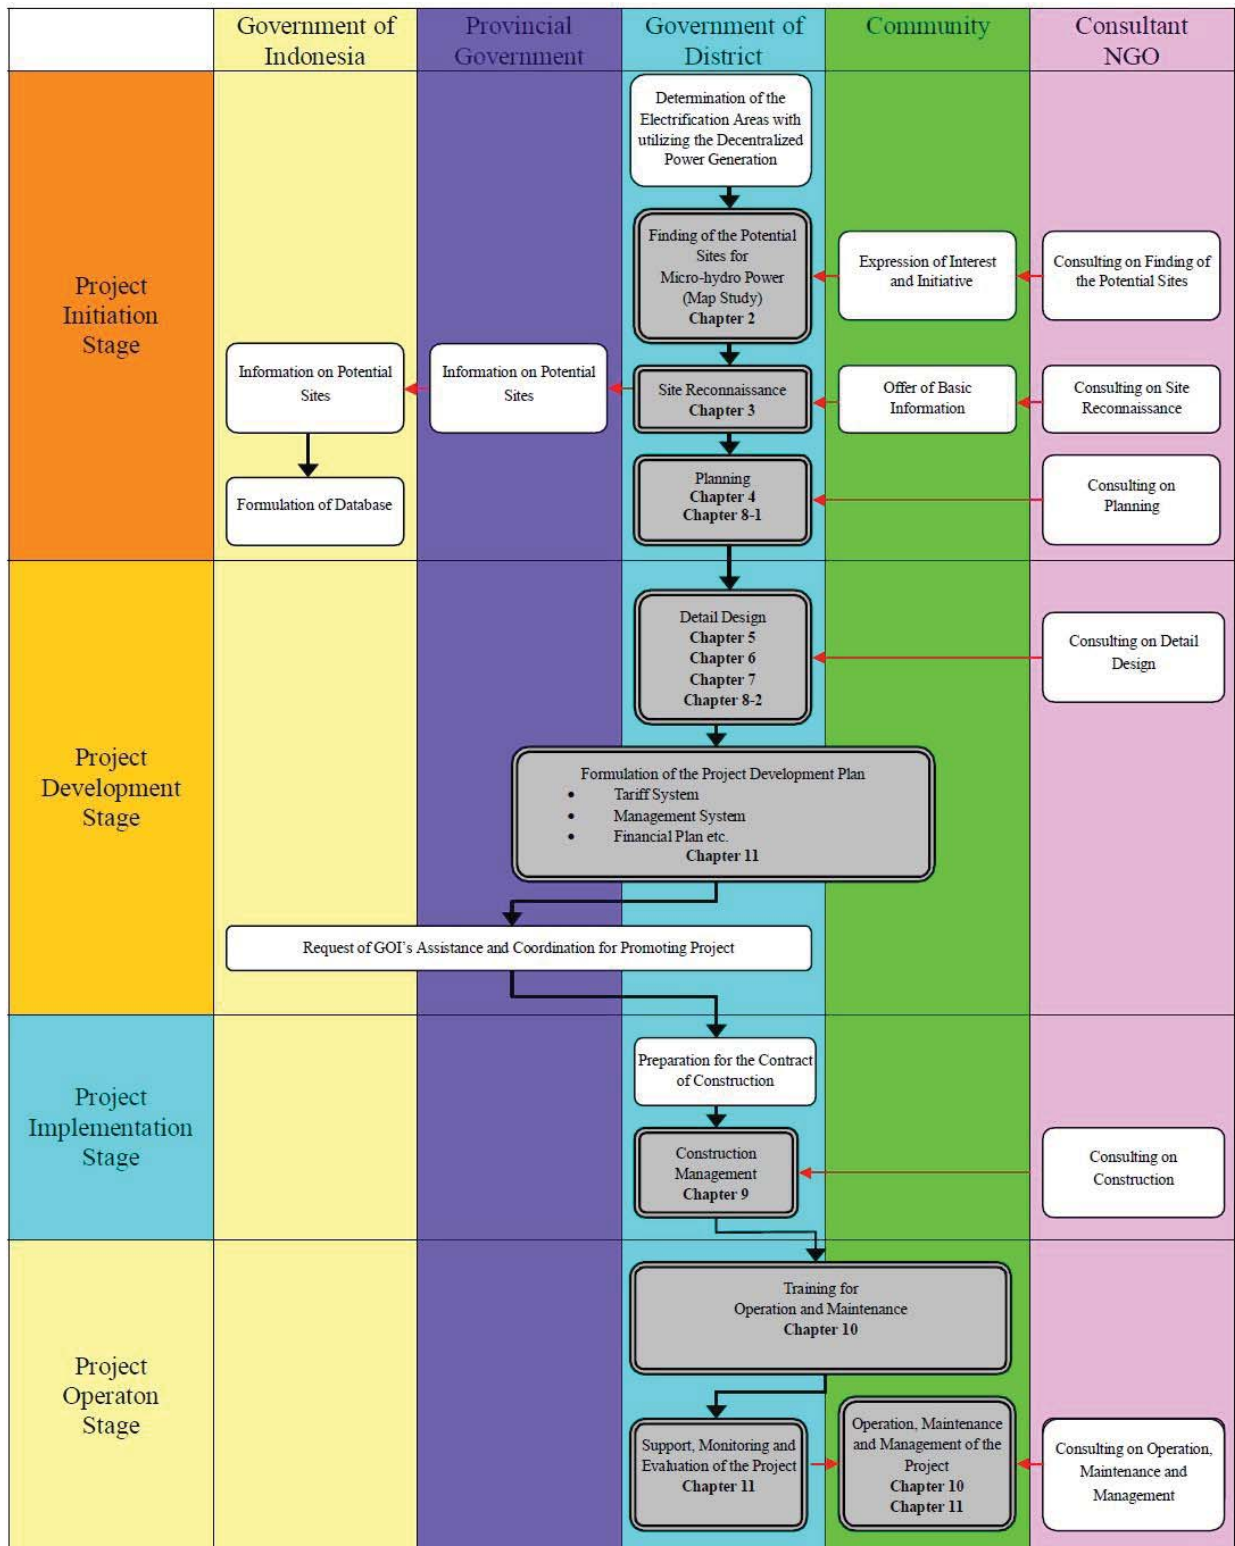 Government of
Indonesia
Provincial
Government
Government of
District
Community
Consultant
NGO
Project
Initiation
Stage
Determination of the
Electrification Areas with
utilizing the Decentralized
Power Generation
Finding of the Potential
Sites for
Micro-hydro Power
(Map Study)
Chapter 2
Expression of Interest
and Initiative
Consulting on Finding of
the Potential Sites
Information on Potential
Sites
Information on Potential
Sites
Site Reconnaissance
Chapter 3
Offer of Basic
Information
Consulting on Site
Reconnaissance
Formulation of Database
Planning
Chapter 4
Chapter 8-1
Consulting on
Planning
Project
Development
Stage
Detail Design
Chapter 5
Chapter 6
Chapter 7
Chapter 8-2
Consulting on Detail
Design
Formulation of the Project Development Plan
• Tariff System
• Management System
• Financial Plan etc.
Chapter 11
Request of GOI's Assistance and Coordination for Promoting Project
Project
Implementation
Stage
Preparation for the Contract
of Construction
Construction
Management
Chapter 9
Consulting on
Construction
Project
Operaton
Stage
Training for
Operation and Maintenance
Chapter 10
Support, Monitoring and
Evaluation of the Project
Chapter 11
Operation, Maintenance
and Management of the
Project
Chapter 10
Chapter 11
Consulting on Operation,
Maintenance and
Management